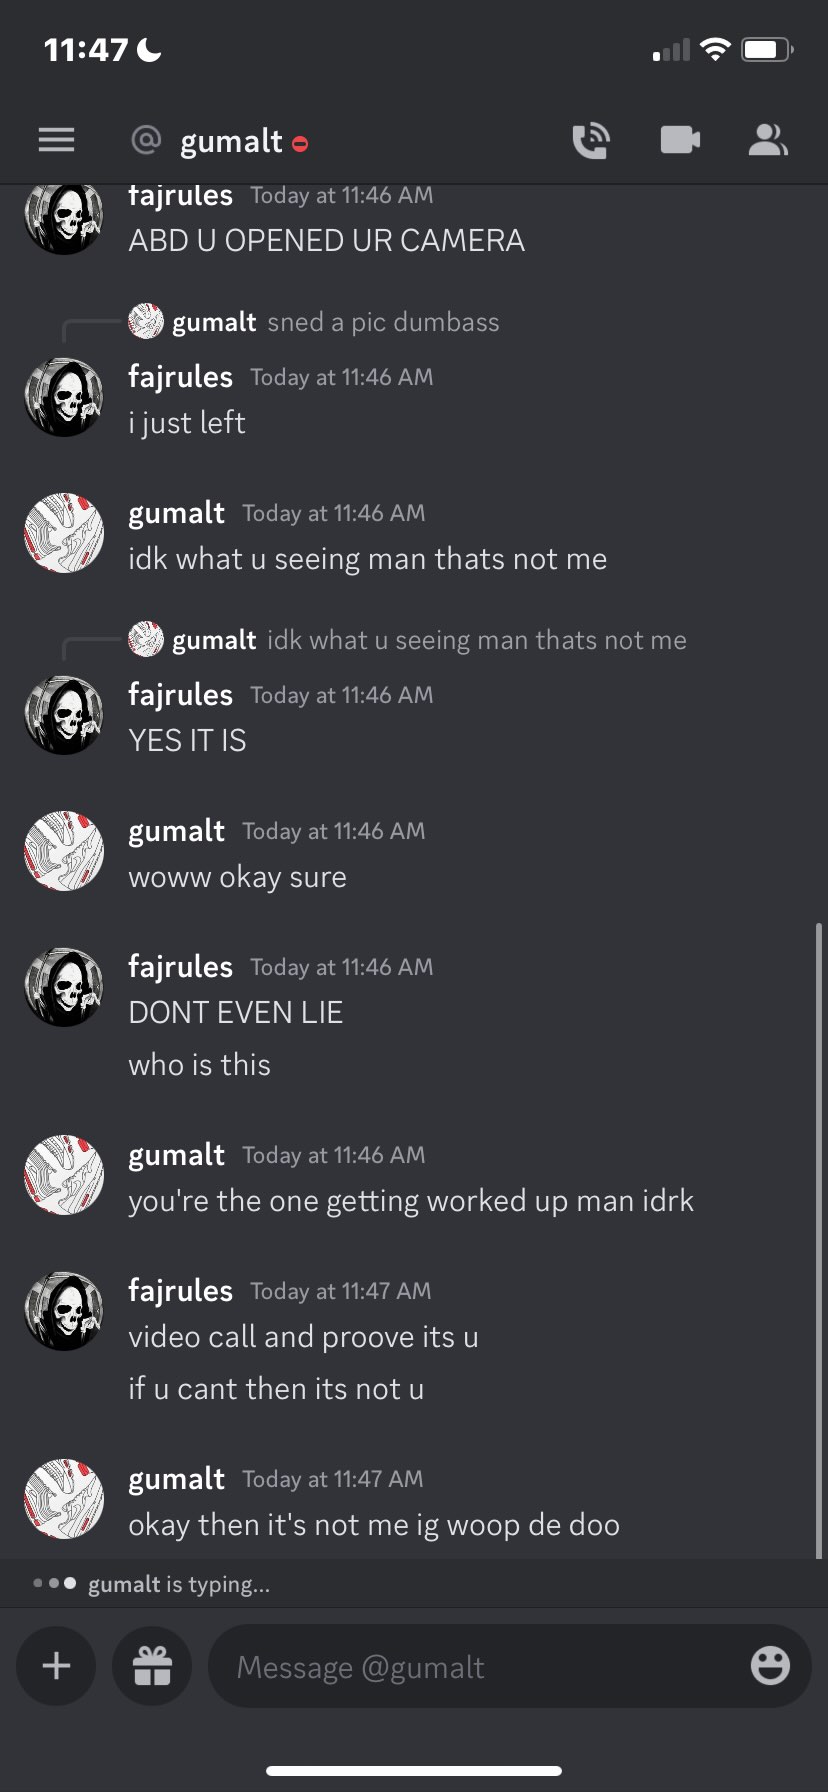 11:47
@ gumalt
fajrules Today at 11:46 AM
ABD U OPENED UR CAMERA
gumalt sned a pic dumbass
fajrules Today at 11:46 AM
i just left
gumalt Today at 11:46 AM
idk what u seeing man thats not me
gumalt idk what u seeing man thats not me
fajrules Today at 11:46 AM
YES IT IS
gumalt Today at 11:46 AM
woww okay sure
fajrules Today at 11:46 AM
DONT EVEN LIE
who is this
gumalt Today at 11:46 AM
you're the one getting worked up man idrk
fajrules Today at 11:47 AM
video call and proove its u
if u cant then its not u
gumalt Today at 11:47 AM
okay then it's not me ig woop de doo
gumalt is typing...
Message @gumalt